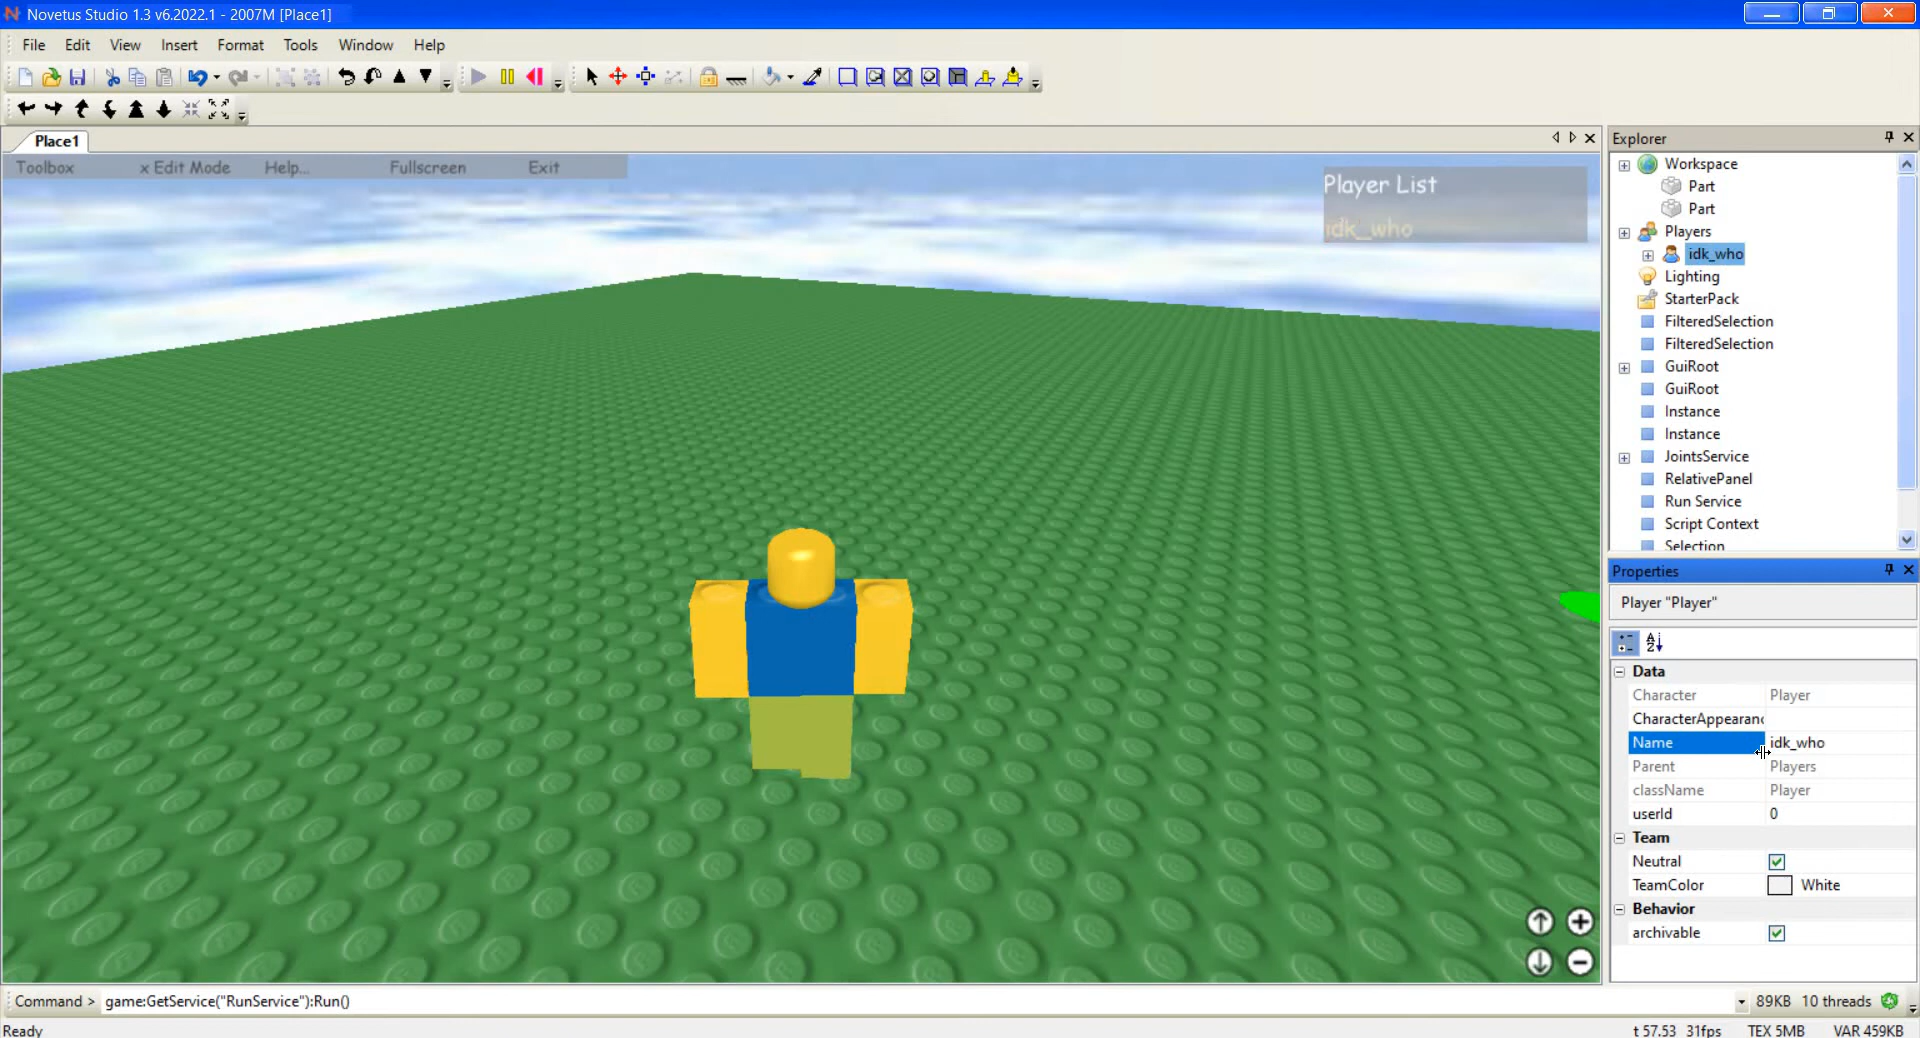 Novetus Studio 1.3 v6.2022.1 - 2007M [Place1]
File Edit View Insert Format Tools Window Help
Place1
Toolbox x Edit Mode Help... Fullscreen Exit
Player List
idk_who
Explorer
Workspace
Part
Part
Players
idk_who
Lighting
StarterPack
FilteredSelection
FilteredSelection
GuiRoot
GuiRoot
Instance
Instance
JointsService
RelativePanel
Run Service
Script Context
Selection
Properties
Player "Player"
Data
Character Player
CharacterAppearanc
Name idk_who
Parent Players
className Player
userId 0
Team
Neutral
TeamColor White
Behavior
archivable
Command > game:GetService("RunService"):Run()
89KB 10 threads
Ready
t 57.53 31fps TEX 5MB VAR 459KB